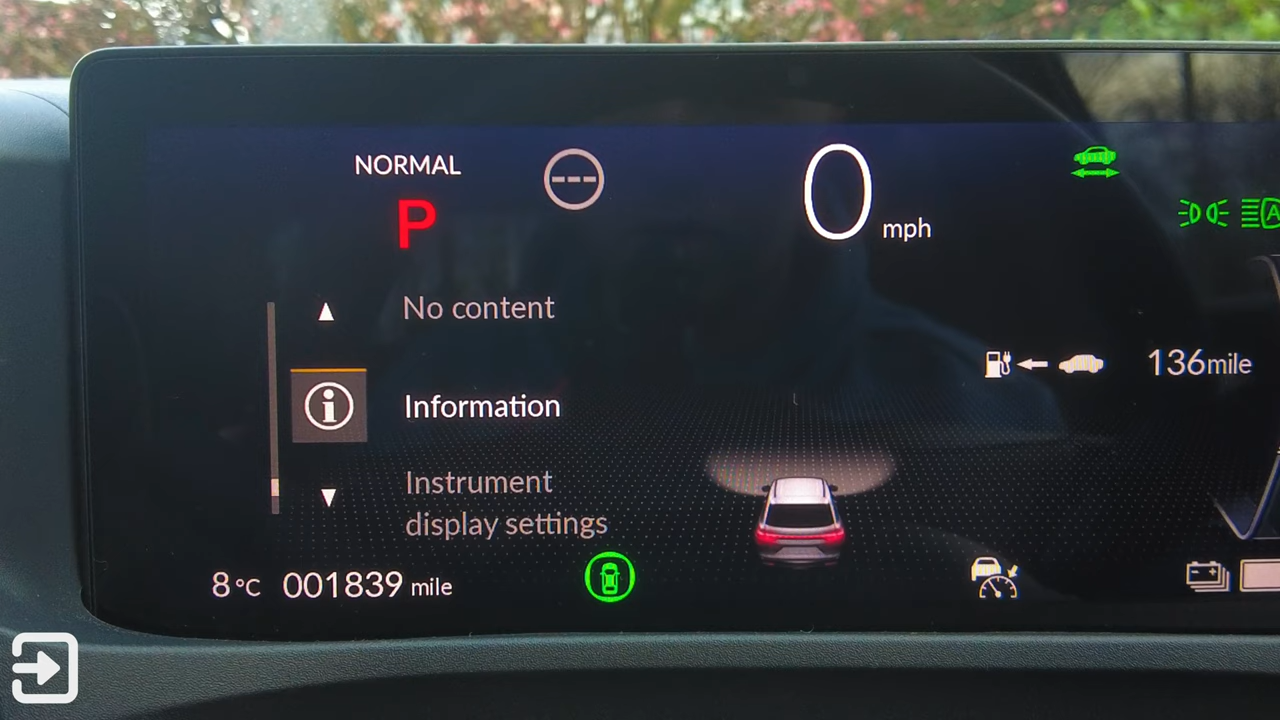 NORMAL
P
0 mph
A
No content
136mile
Information
Instrument
display settings
8°C 001839 mile